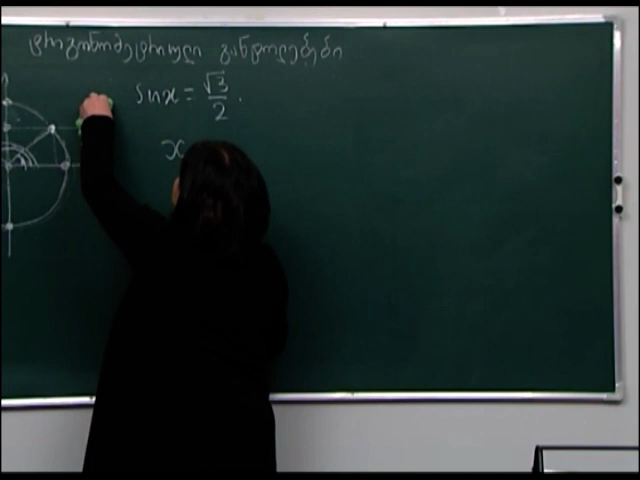 ტრიგონომეტრიული განტოლებები
sin x = √3/2.
x